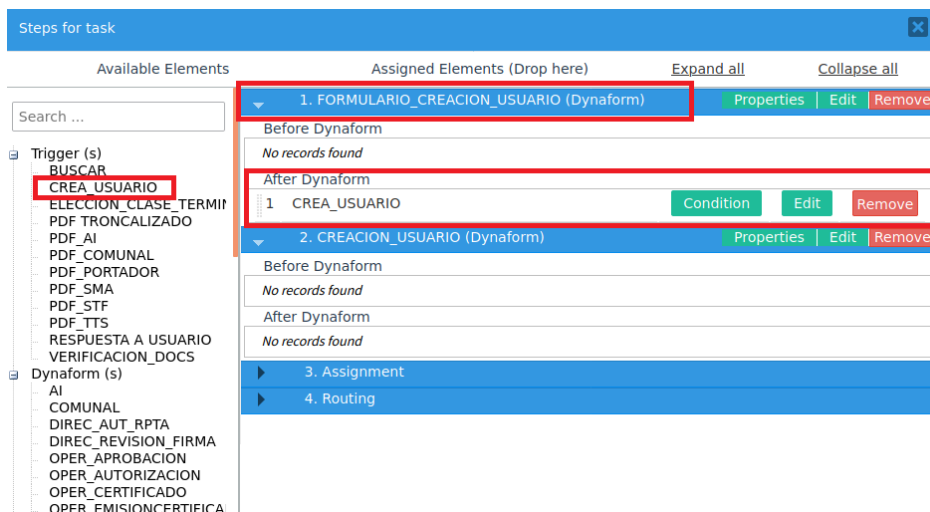 Steps for task
Available Elements
Assigned Elements (Drop here)
Expand all
Collapse all
Search ...
Trigger (s)
BUSCAR
CREA_USUARIO
ELECCION_CLASE_TERMIN
PDF TRONCALIZADO
PDF_AI
PDF_COMUNAL
PDF_PORTADOR
PDF_SMA
PDF_STF
PDF_TTS
RESPUESTA A USUARIO
VERIFICACION_DOCS
Dynaform (s)
AI
COMUNAL
DIREC_AUT_RPTA
DIREC_REVISION_FIRMA
OPER_APROBACION
OPER_AUTORIZACION
OPER_CERTIFICADO
OPER_EMISIONCERTIFICA
1. FORMULARIO_CREACION_USUARIO (Dynaform) Properties Edit Remove
Before Dynaform
No records found
After Dynaform
1 CREA_USUARIO Condition Edit Remove
2. CREACION_USUARIO (Dynaform) Properties Edit Remove
Before Dynaform
No records found
After Dynaform
No records found
3. Assignment
4. Routing